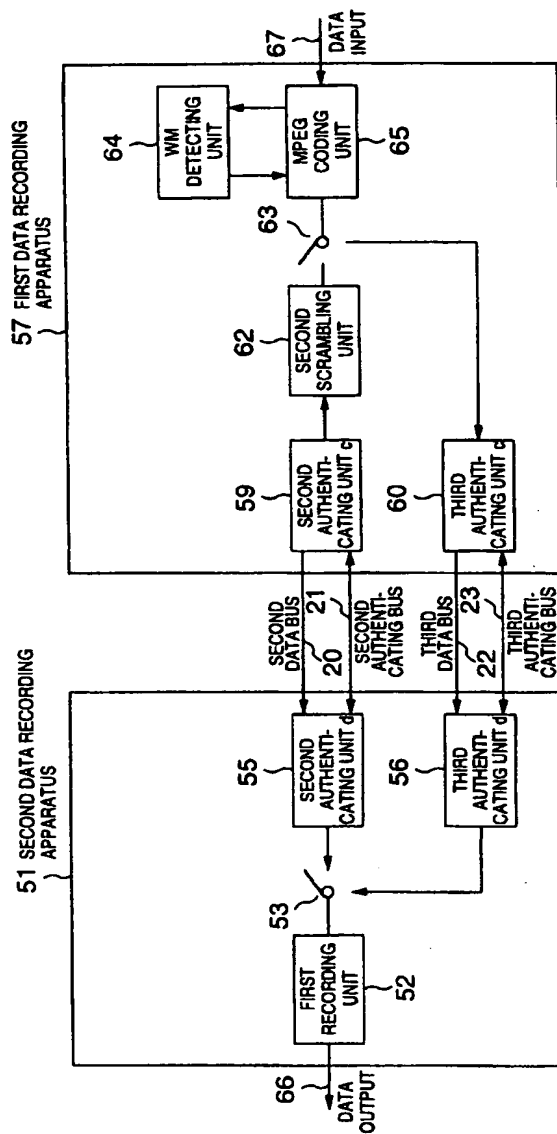 51 SECOND DATA RECORDING
APPARATUS
57 FIRST DATA RECORDING
APPARATUS
66
DATA
OUTPUT
FIRST
RECORDING
UNIT
52
53
55
SECOND
AUTHENTI-
CATING UNIT d
56
THIRD
AUTHENTI-
CATING UNIT d
SECOND DATA BUS
20
21
SECOND AUTHENTI-
CATING BUS
THIRD DATA BUS
22
23
THIRD AUTHENTI-
CATING BUS
59
SECOND
AUTHENTI-
CATING UNIT c
60
THIRD
AUTHENTI-
CATING UNIT c
62
SECOND
SCRAMBLING
UNIT
63
64
WM
DETECTING
UNIT
MPEG
CODING
UNIT
65
67
DATA
INPUT